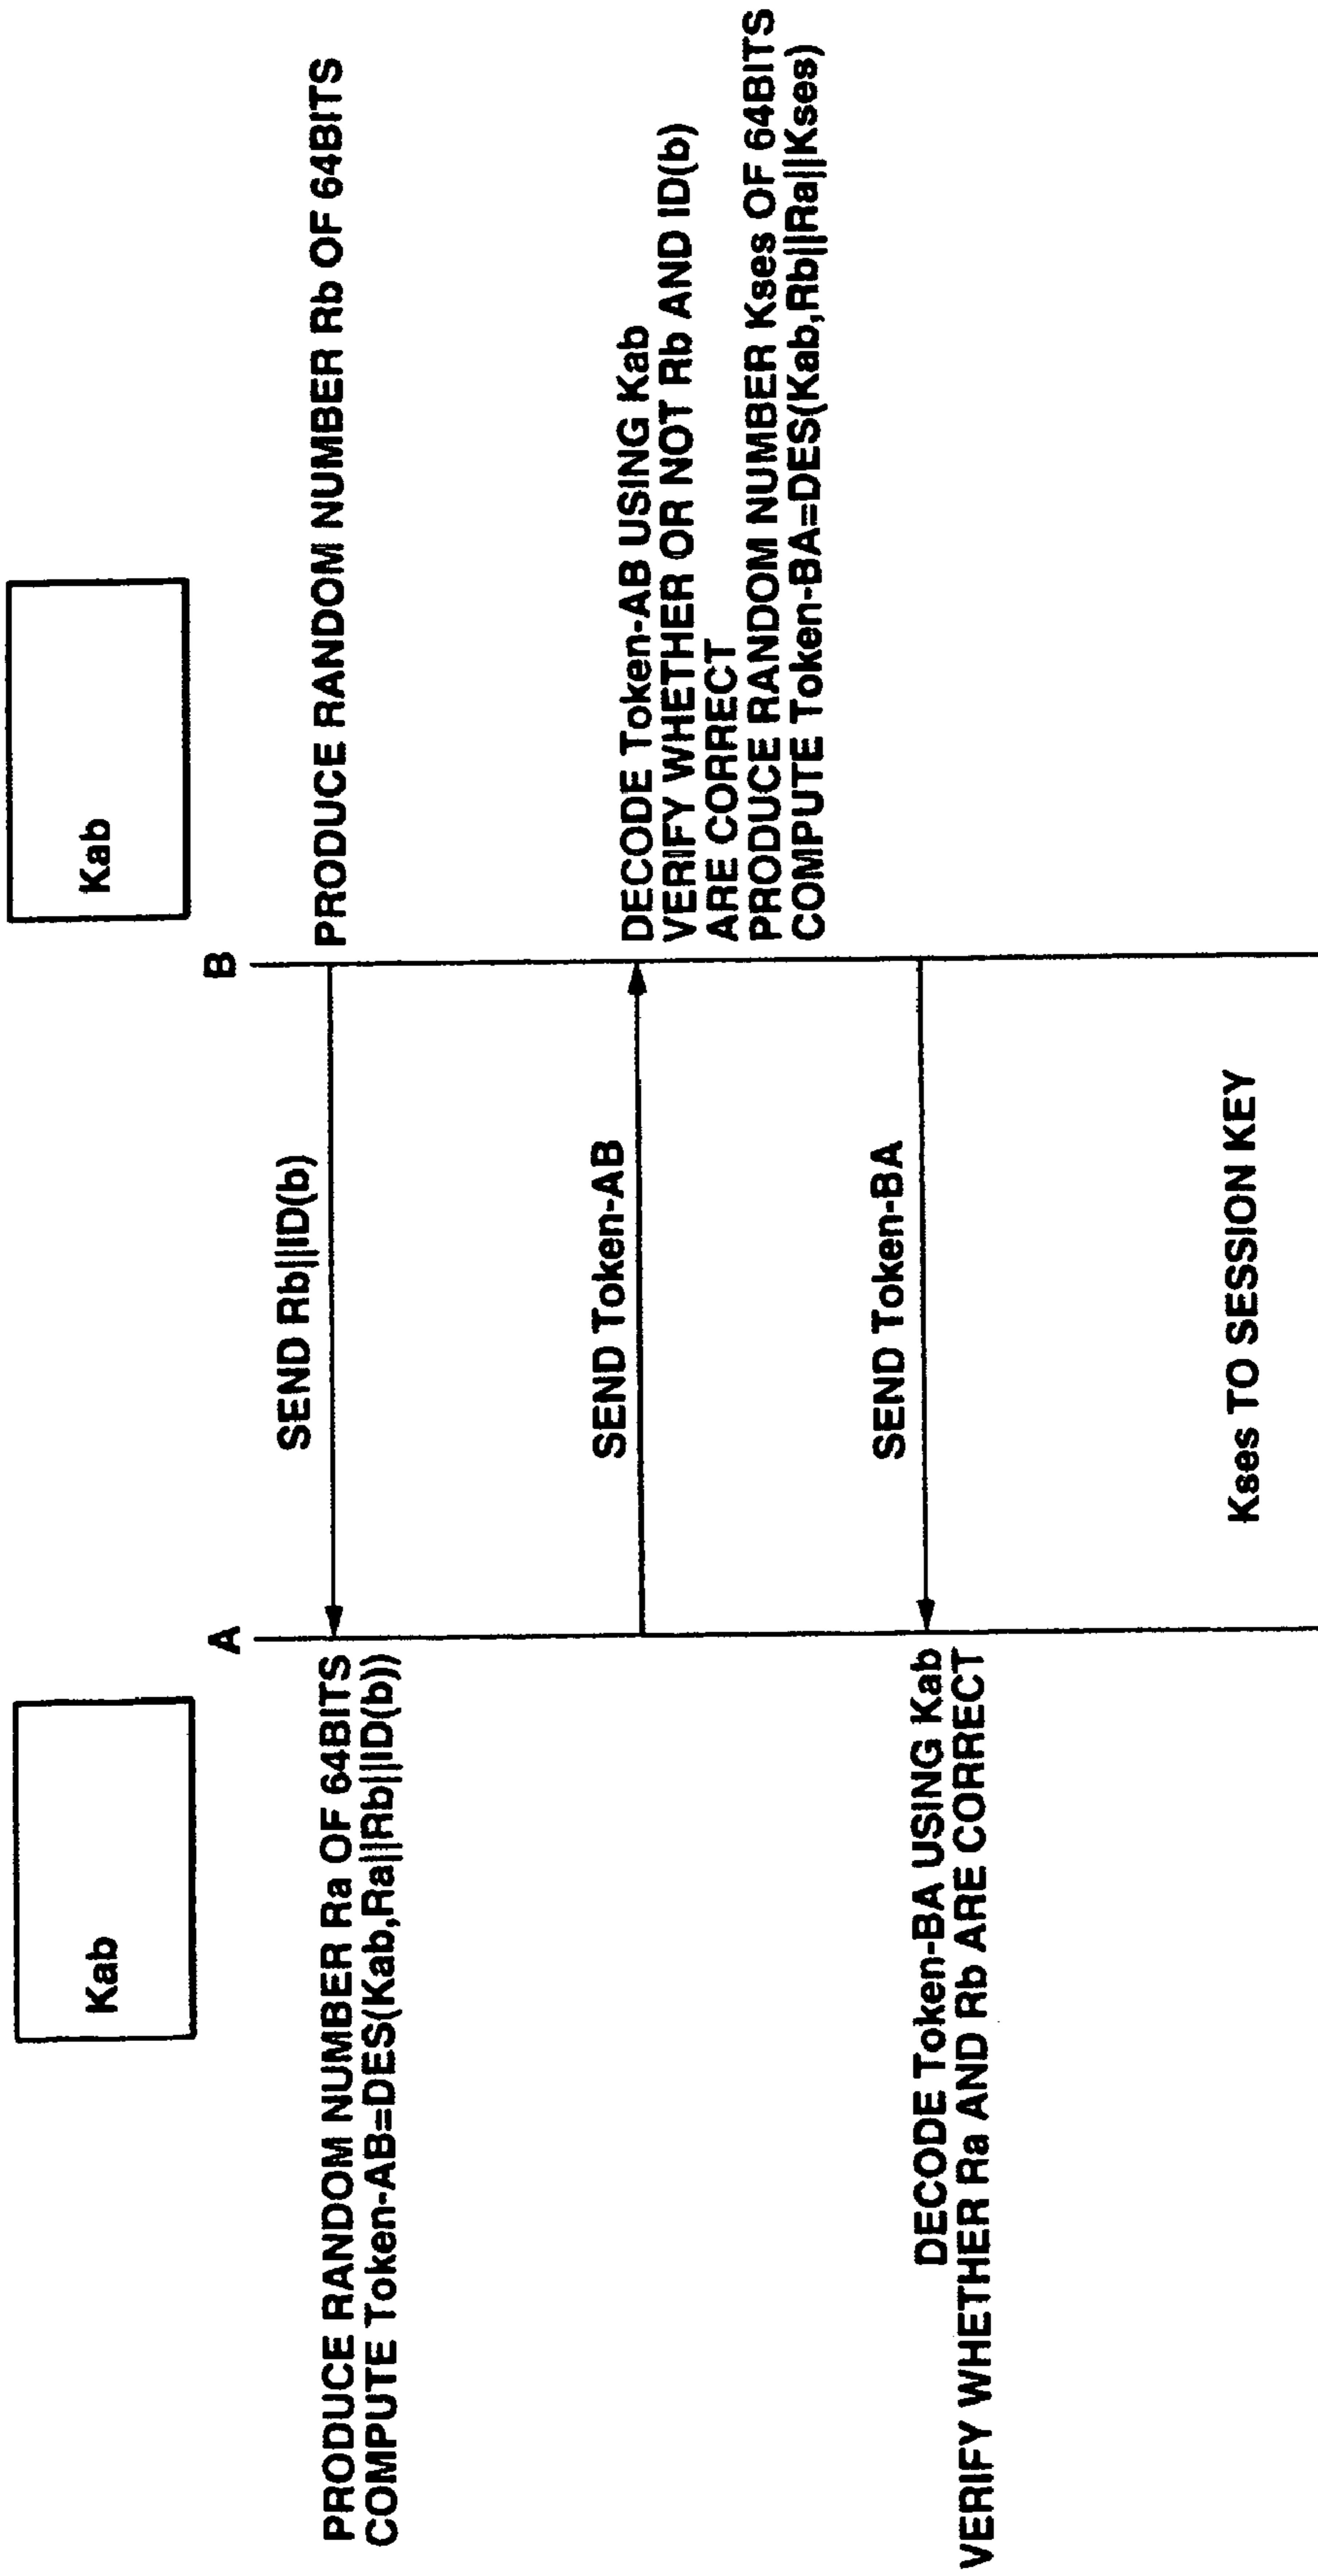 Kab
Kab
A
B
PRODUCE RANDOM NUMBER Rb OF 64BITS
SEND Rb||ID(b)
PRODUCE RANDOM NUMBER Ra OF 64BITS
COMPUTE Token-AB=DES(Kab,Ra||Rb||ID(b))
SEND Token-AB
DECODE Token-AB USING Kab
VERIFY WHETHER OR NOT Rb AND ID(b)
ARE CORRECT
PRODUCE RANDOM NUMBER Kses OF 64BITS
COMPUTE Token-BA=DES(Kab,Rb||Ra||Kses)
SEND Token-BA
DECODE Token-BA USING Kab
VERIFY WHETHER Ra AND Rb ARE CORRECT
Kses TO SESSION KEY